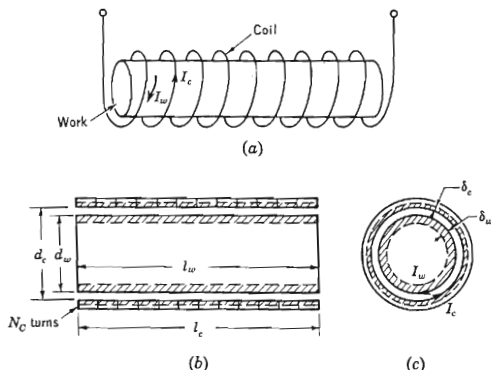 Coil
I_c
I_w
Work
(a)
δ_c
δ_w
d_c d_w
l_w
I_w
I_c
N_C turns
l_c
(b) (c)